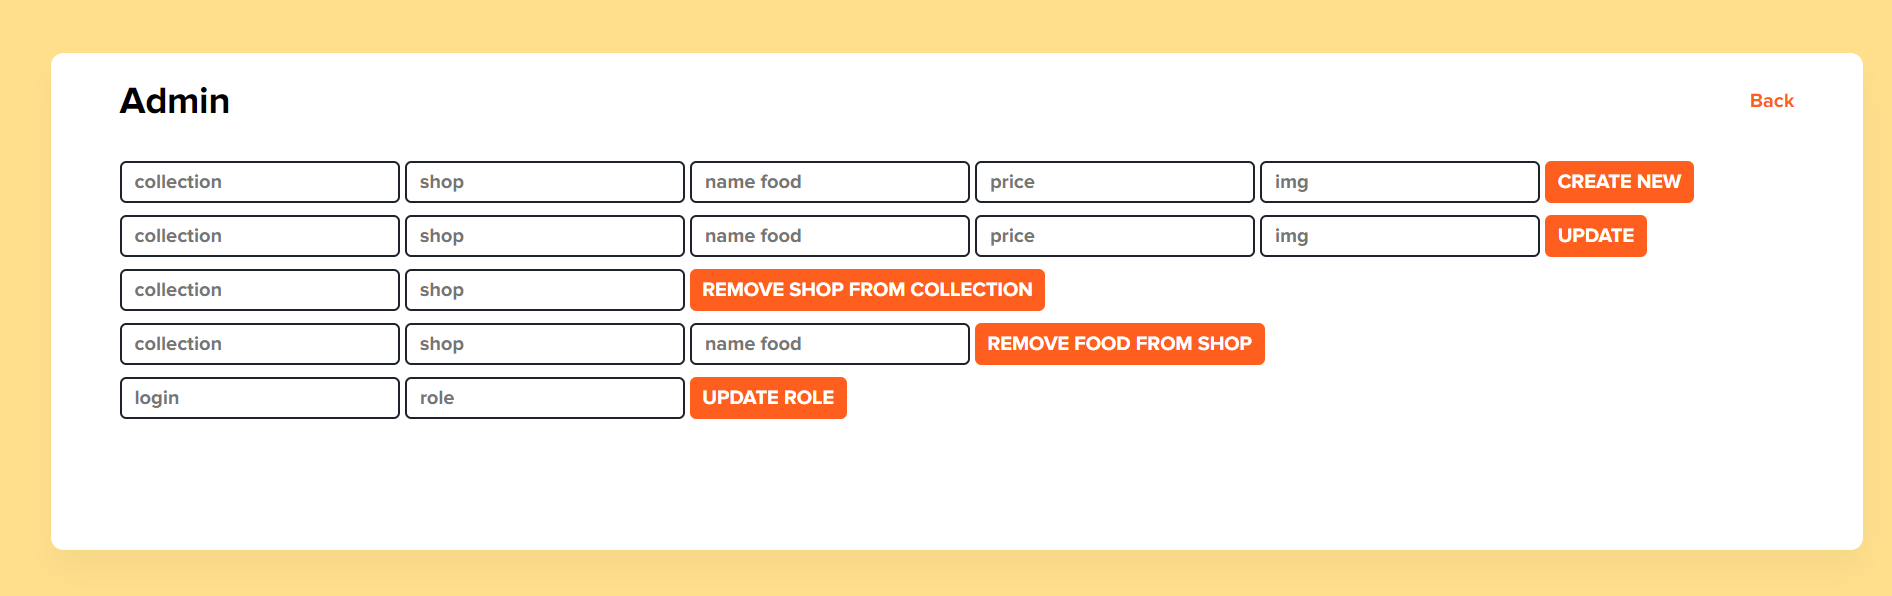 Admin
Back
collection shop name food price img CREATE NEW
collection shop name food price img UPDATE
collection shop REMOVE SHOP FROM COLLECTION
collection shop name food REMOVE FOOD FROM SHOP
login role UPDATE ROLE